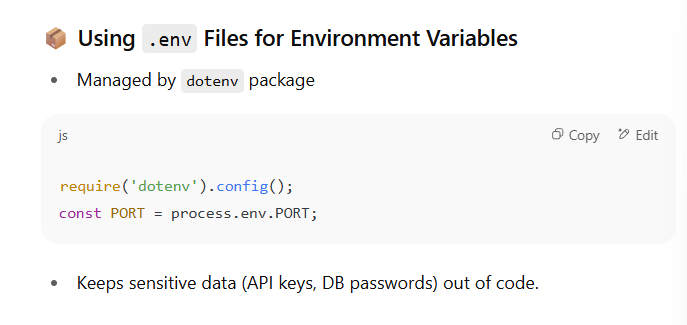 📦 Using .env Files for Environment Variables
• Managed by dotenv package
js
Copy Edit
require('dotenv').config();
const PORT = process.env.PORT;
• Keeps sensitive data (API keys, DB passwords) out of code.